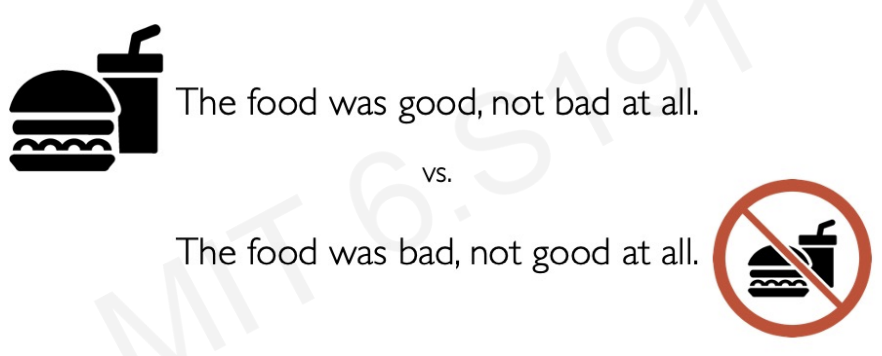 The food was good, not bad at all.
vs.
The food was bad, not good at all.
MIT 6.S191